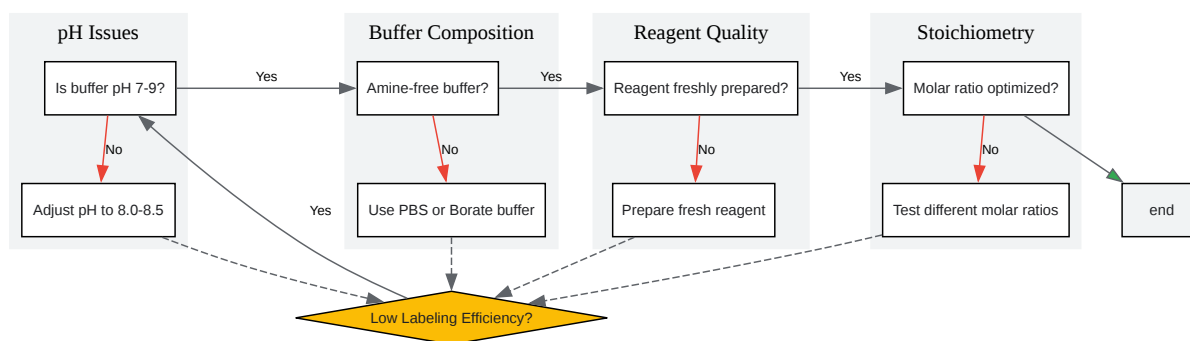 pH Issues
Buffer Composition
Reagent Quality
Stoichiometry
Is buffer pH 7-9?
Yes
Amine-free buffer?
Yes
Reagent freshly prepared?
Yes
Molar ratio optimized?
No
No
No
No
Adjust pH to 8.0-8.5
Yes
Use PBS or Borate buffer
Prepare fresh reagent
Test different molar ratios
end
Low Labeling Efficiency?